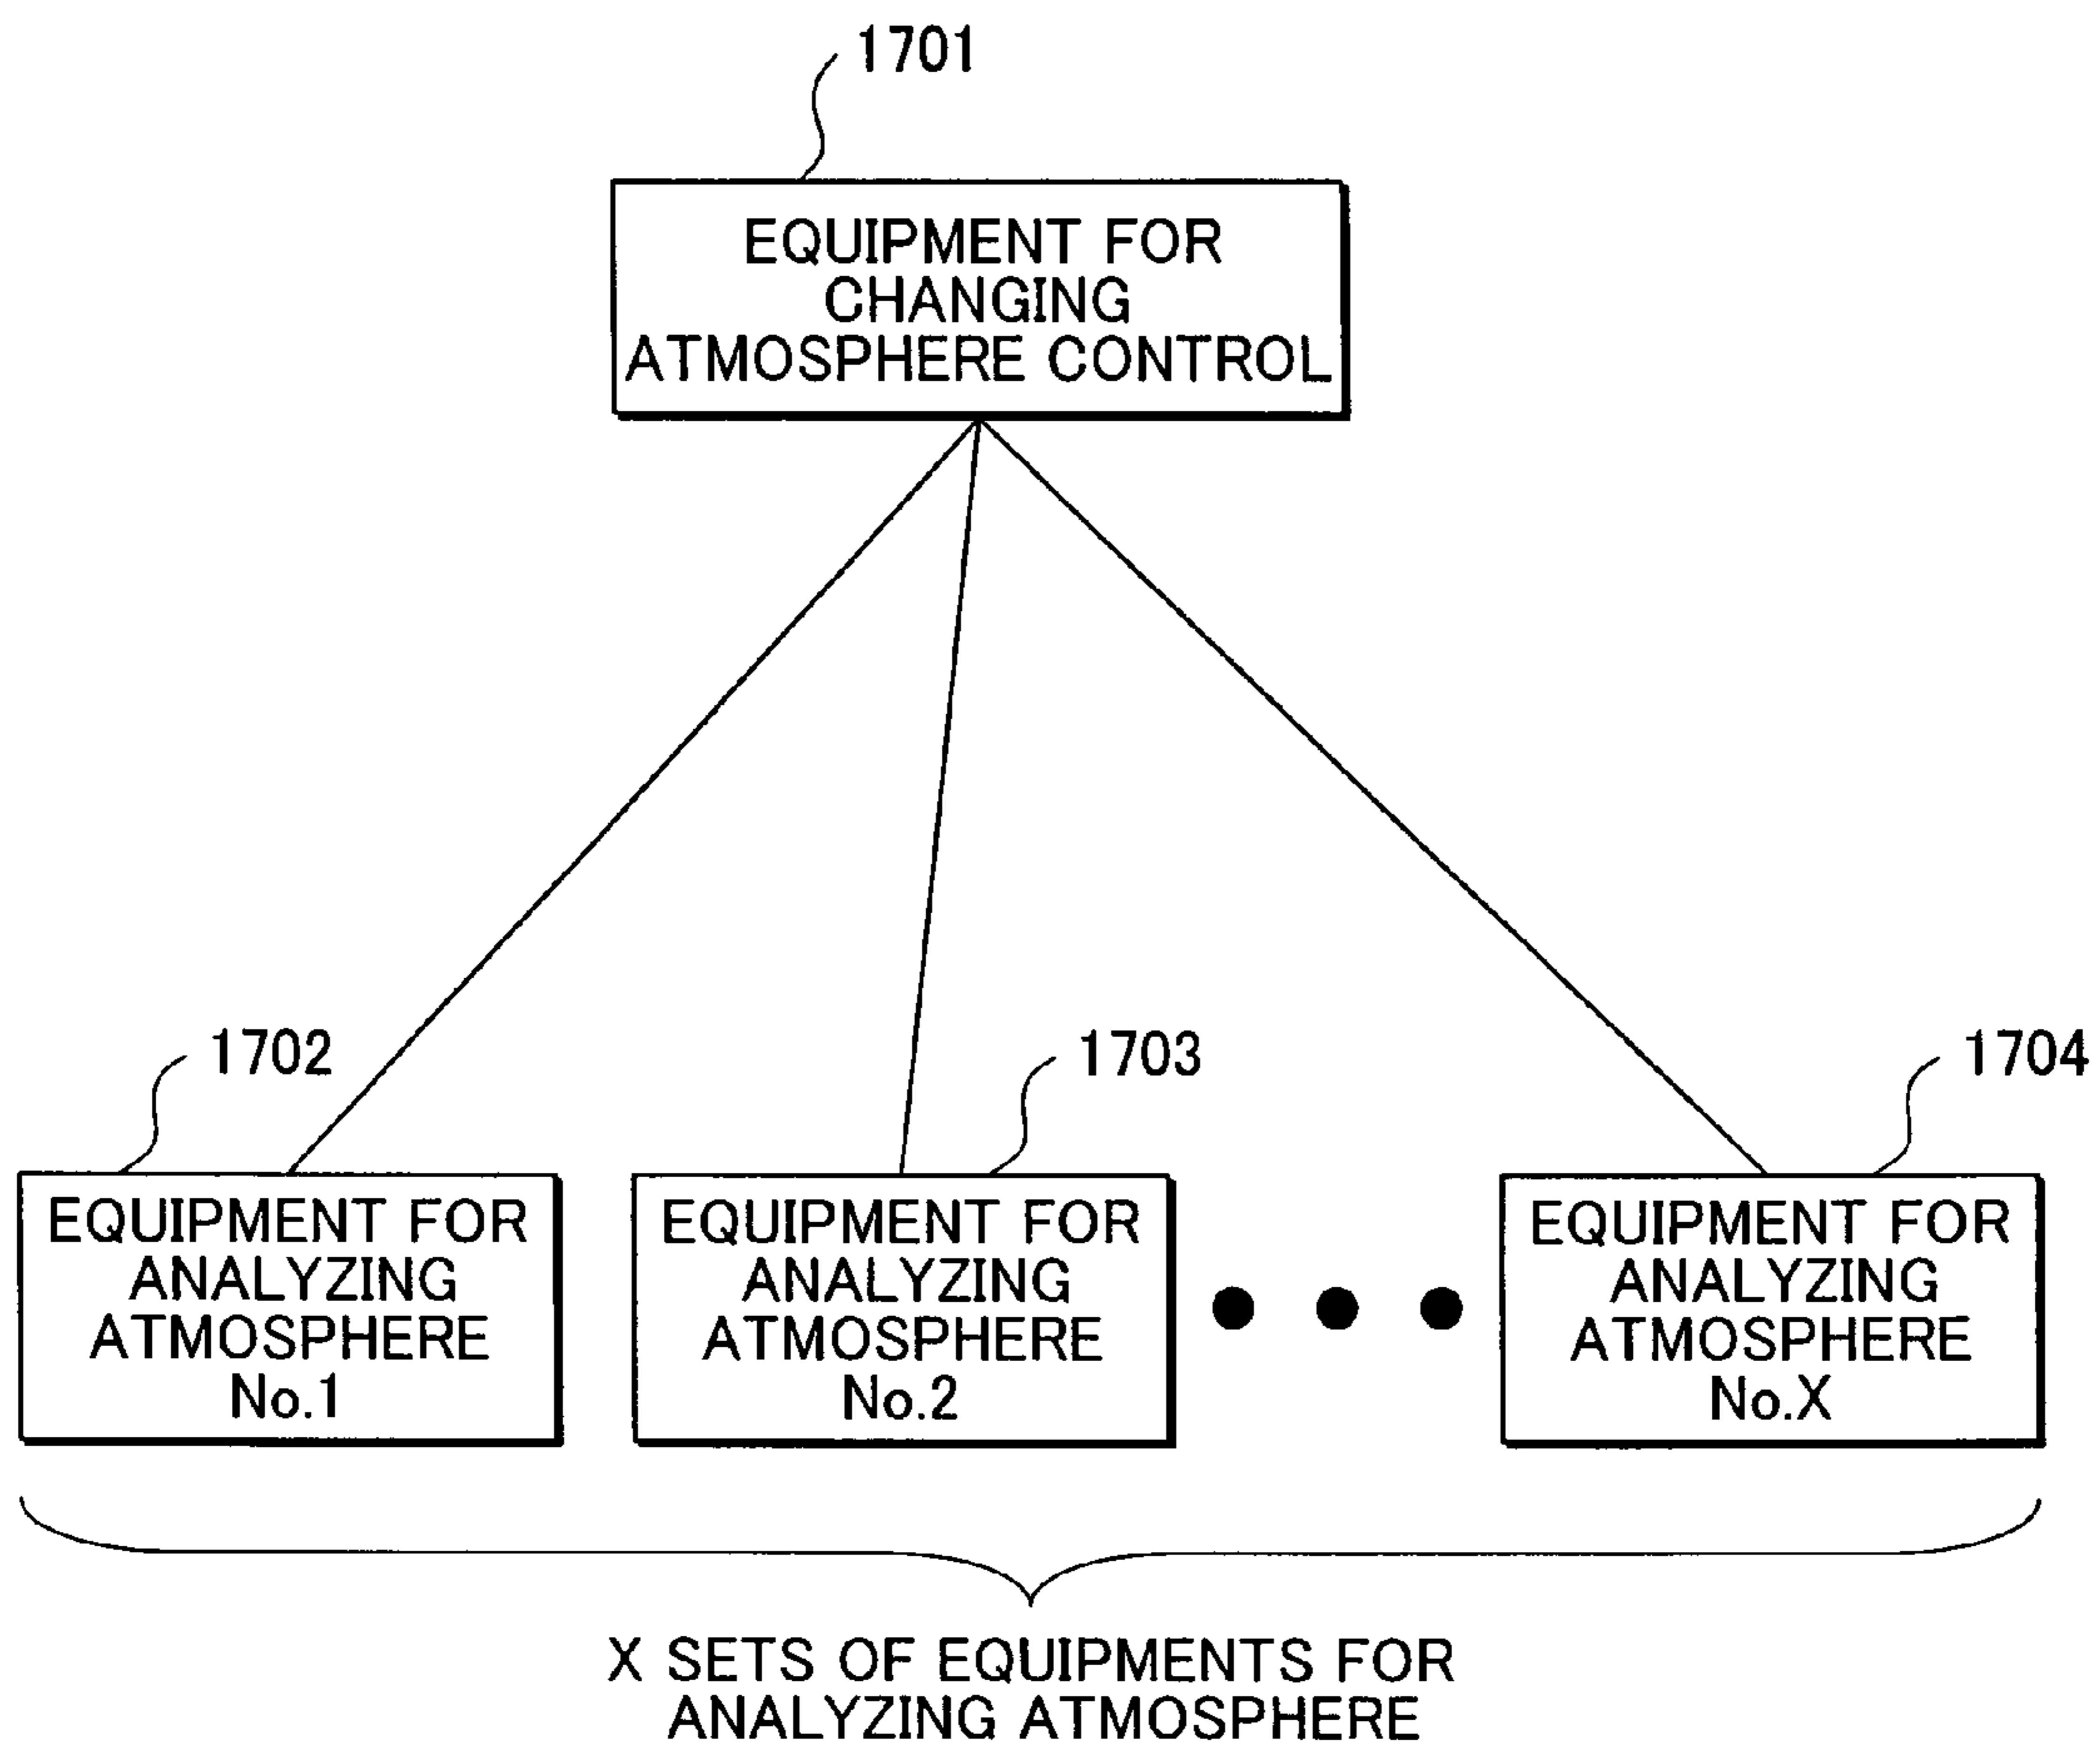 1701
EQUIPMENT FOR
CHANGING
ATMOSPHERE CONTROL
1702
1703
1704
EQUIPMENT FOR
ANALYZING
ATMOSPHERE
No.1
EQUIPMENT FOR
ANALYZING
ATMOSPHERE
No.2
EQUIPMENT FOR
ANALYZING
ATMOSPHERE
No.X
X SETS OF EQUIPMENTS FOR
ANALYZING ATMOSPHERE